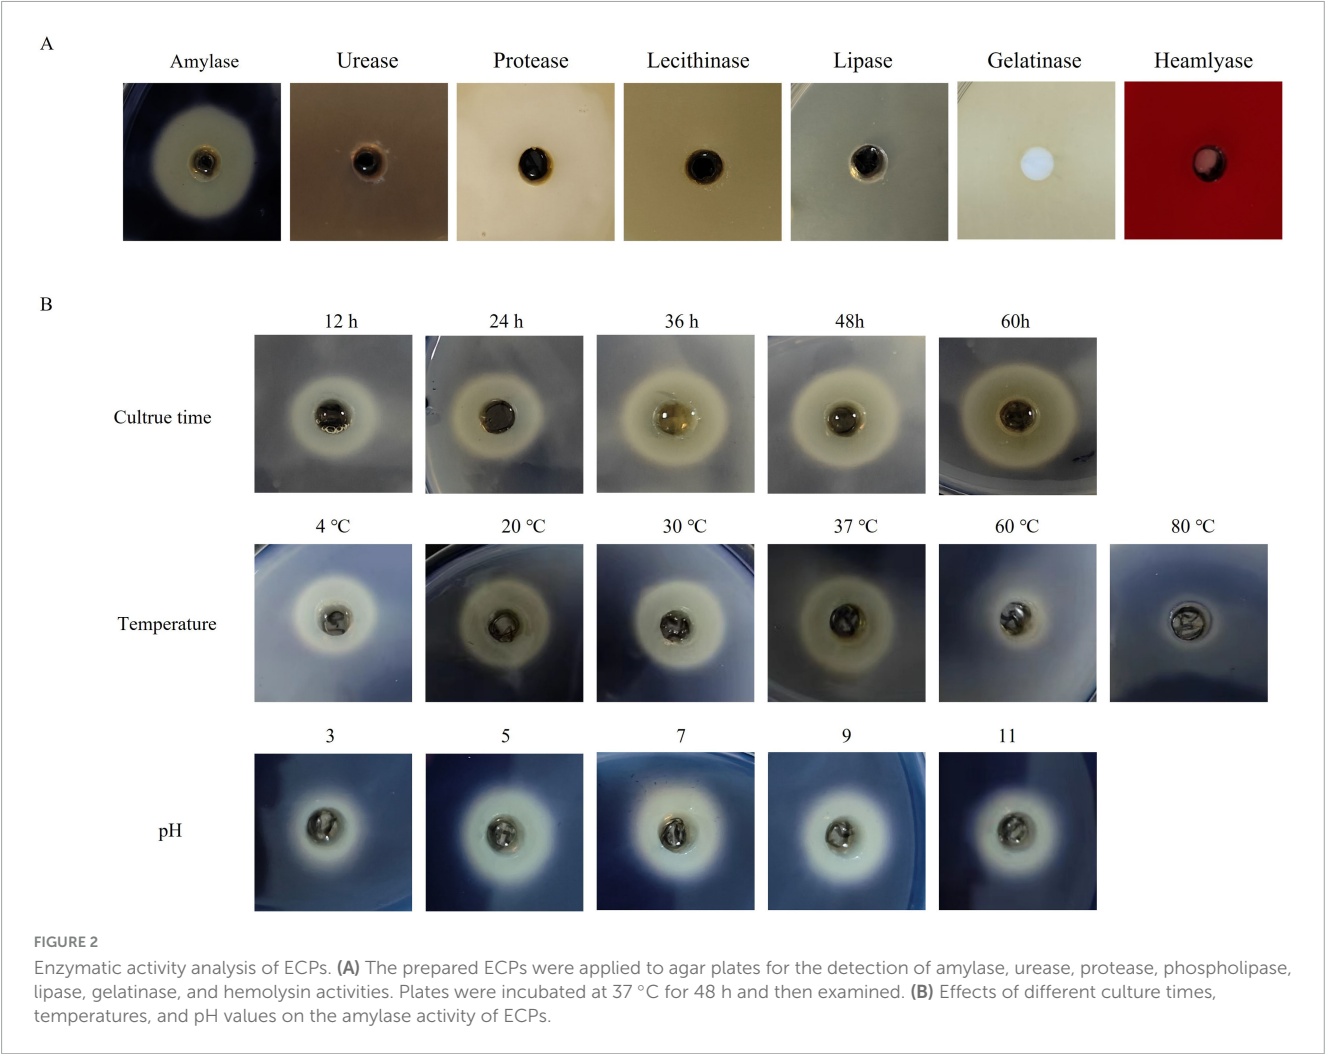 A
Amylase Urease Protease Lecithinase Lipase Gelatinase Heamlyase
B
12 h 24 h 36 h 48h 60h
Cultrue time
4 °C 20 °C 30 °C 37 °C 60 °C 80 °C
Temperature
3 5 7 9 11
pH
FIGURE 2
Enzymatic activity analysis of ECPs. (A) The prepared ECPs were applied to agar plates for the detection of amylase, urease, protease, phospholipase,
lipase, gelatinase, and hemolysin activities. Plates were incubated at 37 °C for 48 h and then examined. (B) Effects of different culture times,
temperatures, and pH values on the amylase activity of ECPs.